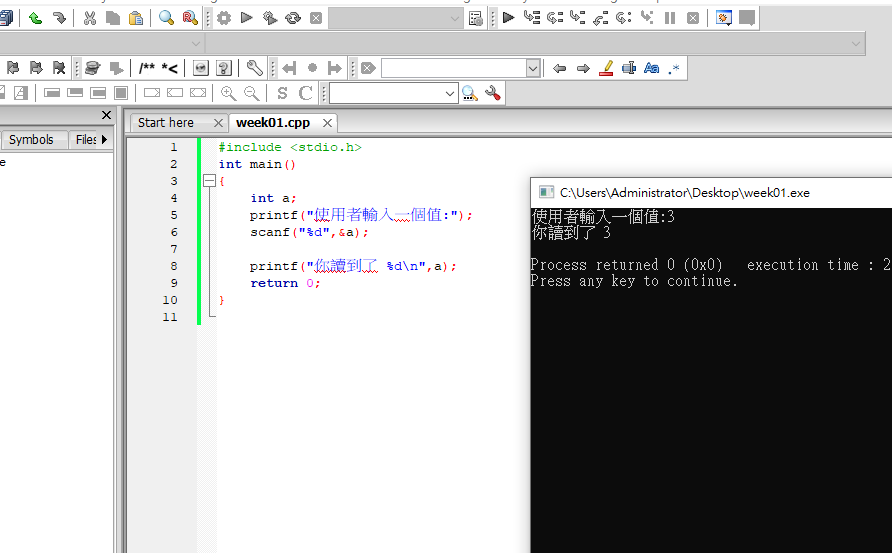 /** *<
S C
Aa .*
Symbols
Files
Start here
week01.cpp
1 #include <stdio.h>
2 int main()
3 {
4 int a;
5 printf("使用者輸入一個值:");
6 scanf("%d",&a);
7
8 printf("你讀到了 %d\n",a);
9 return 0;
10 }
11
C:\Users\Administrator\Desktop\week01.exe
使用者輸入一個值:3
你讀到了 3
Process returned 0 (0x0) execution time : 2
Press any key to continue.